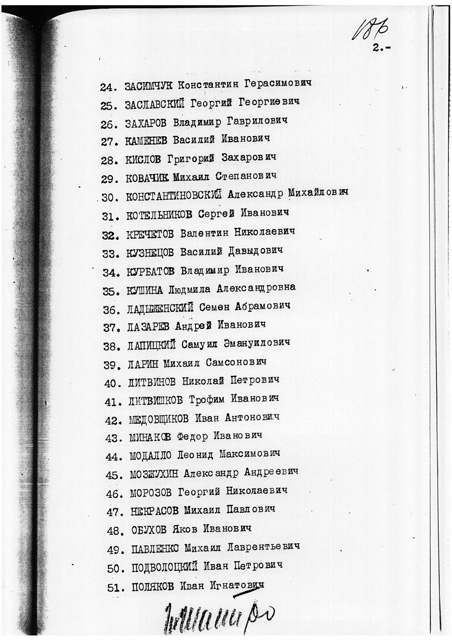 186
2.-
24. ЗАСИМЧУК Константин Герасимович
25. ЗАСЛАВСКИЙ Георгий Георгиевич
26. ЗАХАРОВ Владимир Гаврилович
27. КАМЕНЕВ Василий Иванович
28. КИСЛОВ Григорий Захарович
29. КОВАЧИК Михаил Степанович
30. КОНСТАНТИНОВСКИЙ Александр Михайлович
31. КОТЕЛЬНИКОВ Сергей Иванович
32. КРЕЧЕТОВ Валентин Николаевич
33. КУЗНЕЦОВ Василий Давыдович
34. КУРБАТОВ Владимир Иванович
35. КУШИНА Людмила Александровна
36. ЛАДЫЖЕНСКИЙ Семен Абрамович
37. ЛАЗАРЕВ Андрей Иванович
38. ЛАПИЦКИЙ Самуил Эмануилович
39. ЛАРИН Михаил Самсонович
40. ЛИТВИНОВ Николай Петрович
41. ЛИТВИШКОВ Трофим Иванович
42. МЕДОВЩИКОВ Иван Антонович
43. МИНАКОВ Федор Иванович
44. МОДАЛЛО Леонид Максимович
45. МОЗЖУХИН Александр Андреевич
46. МОРОЗОВ Георгий Николаевич
47. НЕКРАСОВ Михаил Павлович
48. ОБУХОВ Яков Иванович
49. ПАВЛЕНКО Михаил Лаврентьевич
50. ПОДВОЛОЦКИЙ Иван Петрович
51. ПОЛЯКОВ Иван Игнатович